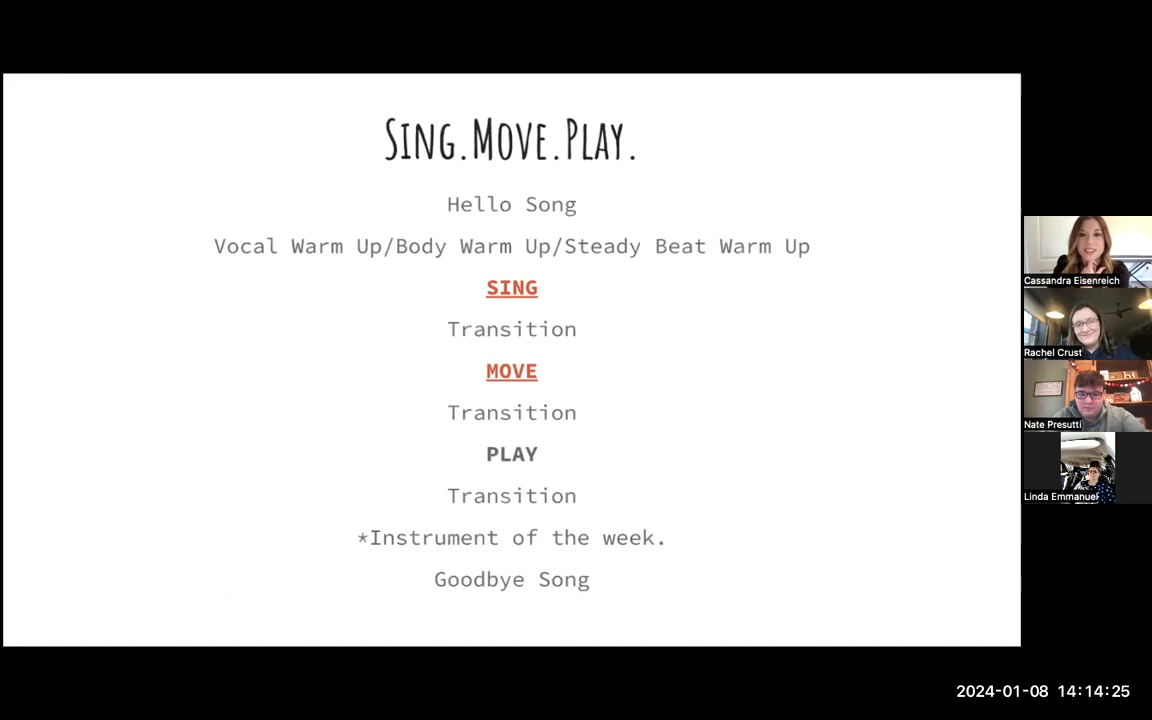 Sing.Move.Play.
Hello Song
Vocal Warm Up/Body Warm Up/Steady Beat Warm Up
SING
Transition
MOVE
Transition
PLAY
Transition
*Instrument of the week.
Goodbye Song
Cassandra Eisenreich
Rachel Crust
Nate Presutti
Linda Emmanuel
2024-01-08 14:14:25